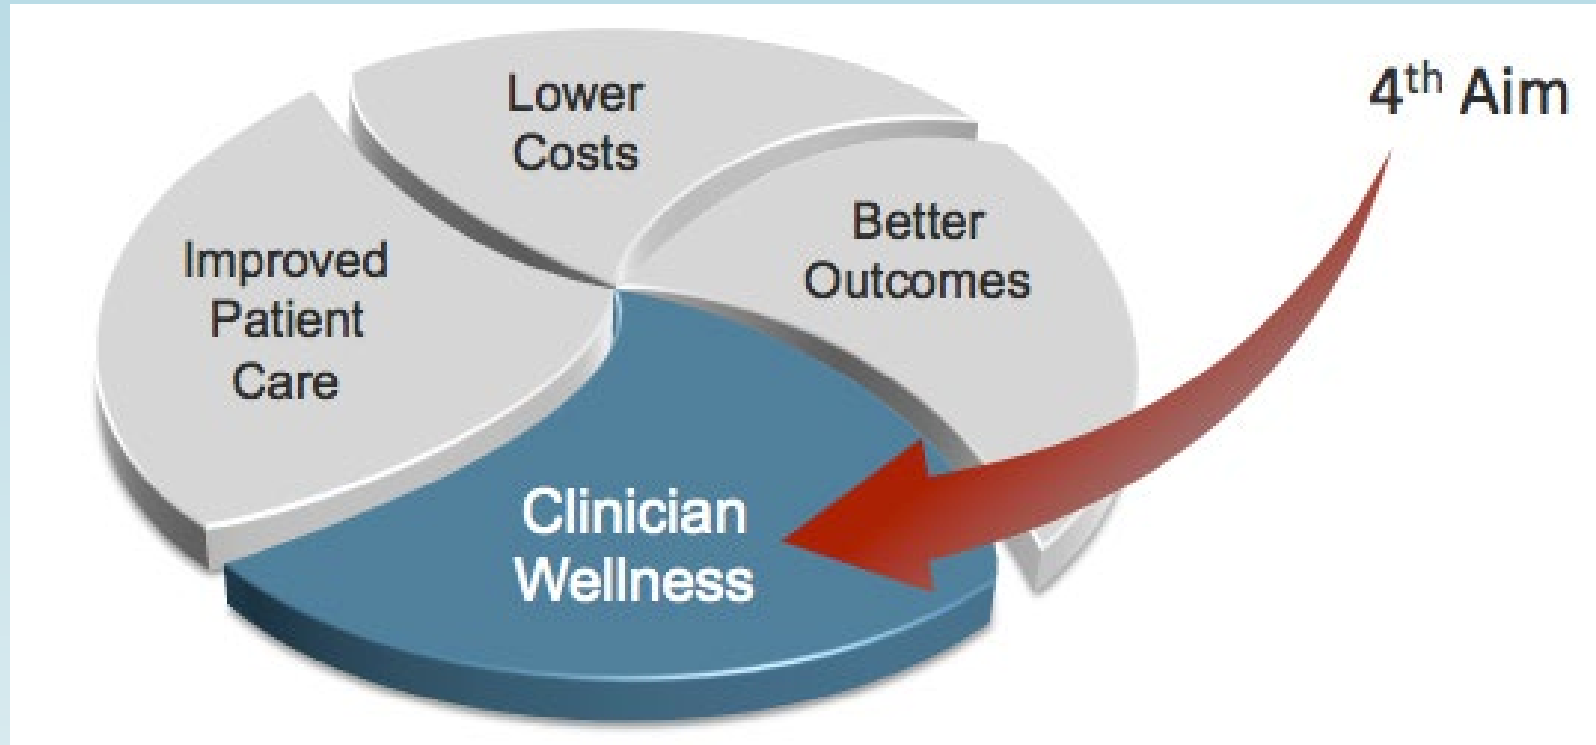 Lower
Costs
4th Aim
Better
Outcomes
Improved
Patient
Care
Clinician
Wellness